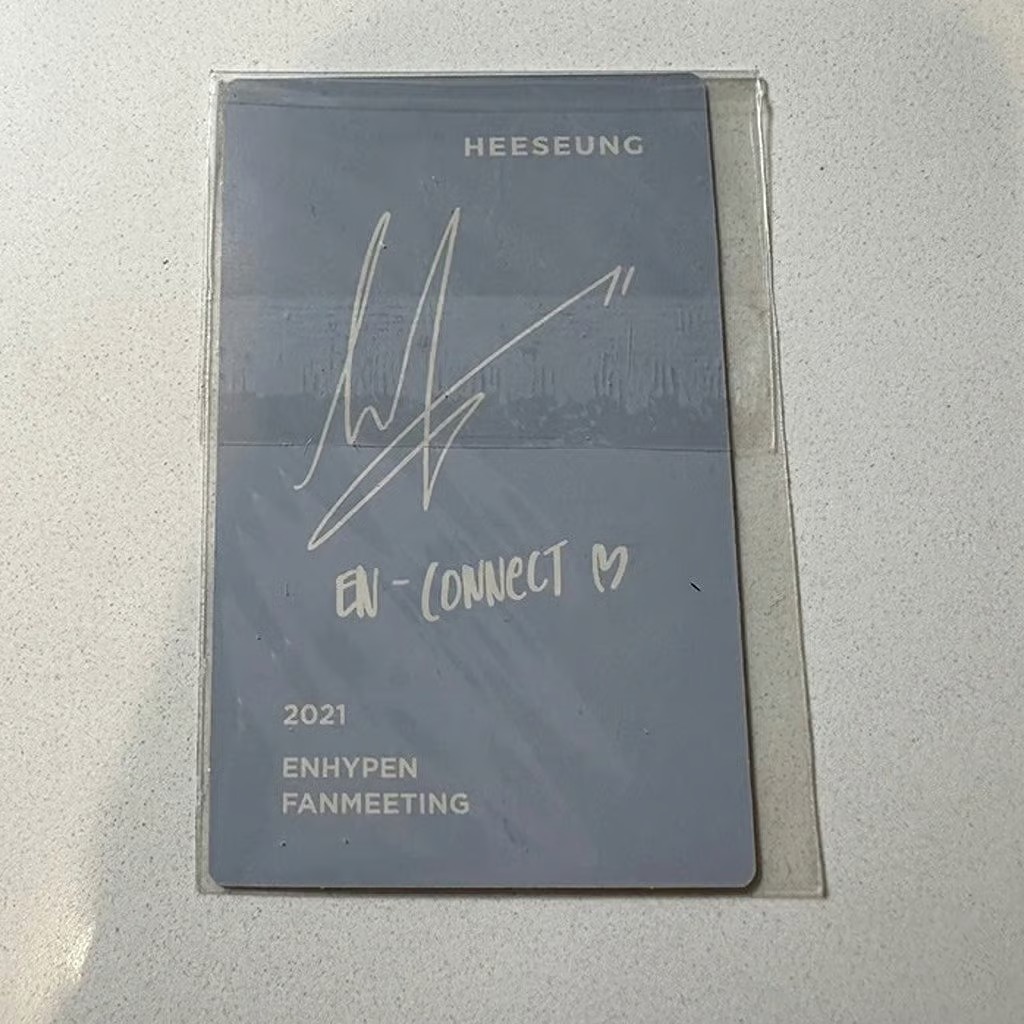 HEESEUNG
EN-CONNECT
2021
ENHYPEN
FANMEETING